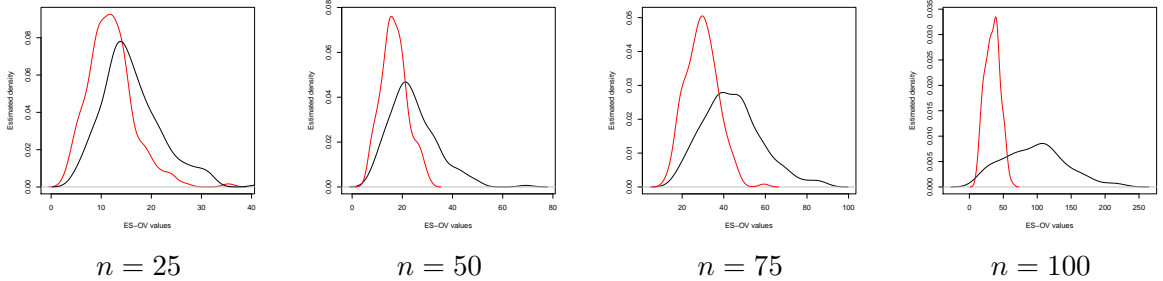 Estimated density
0.00 0.02 0.04 0.06 0.08
0 10 20 30 40
ES−OV values
n = 25
Estimated density
0.00 0.02 0.04 0.06 0.08
0 20 40 60 80
ES−OV values
n = 50
Estimated density
0.00 0.01 0.02 0.03 0.04 0.05
20 40 60 80 100
ES−OV values
n = 75
Estimated density
0.000 0.005 0.010 0.015 0.020 0.025 0.030 0.035
0 50 100 150 200 250
ES−OV values
n = 100